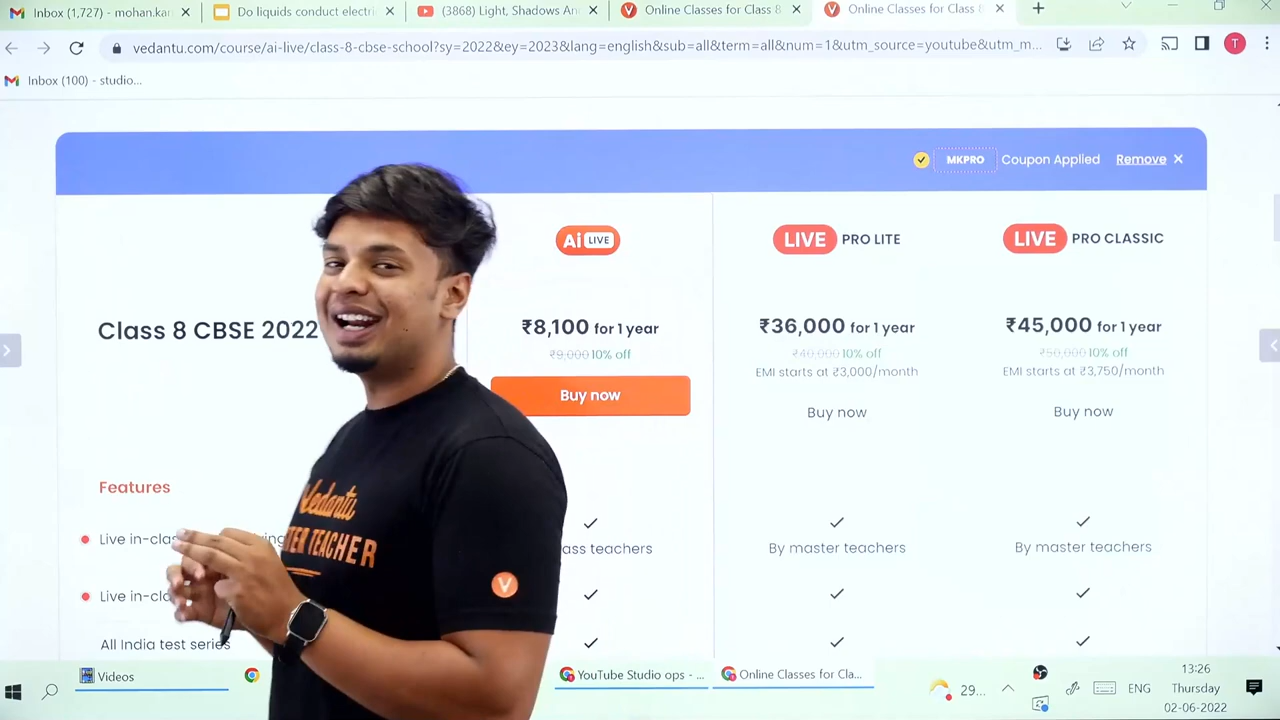 Inbox (1,727) - mohan.kar
Do liquids conduct electri
(3868) Light, Shadows An
Online Classes for Class 8
Online Classes for Class 8
vedantu.com/course/ai-live/class-8-cbse-school?sy=2022&ey=2023&lang=english&sub=all&term=all&num=1&utm_source=youtube&utm_m...
T
Inbox (100) - studio...
MKPRO Coupon Applied Remove
Ai LIVE
LIVE PRO LITE
LIVE PRO CLASSIC
Class 8 CBSE 2022
₹8,100 for 1 year
₹9,000 10% off
Buy now
₹36,000 for 1 year
₹40,000 10% off
EMI starts at ₹3,000/month
Buy now
₹45,000 for 1 year
₹50,000 10% off
EMI starts at ₹3,750/month
Buy now
Features
Live in-clas
ass teachers
By master teachers
By master teachers
Live in-cla
All India test series
Vedantu
TER TEACHER
V
Videos
YouTube Studio ops - ...
Online Classes for Cla...
29...
ENG
13:26
Thursday
02-06-2022